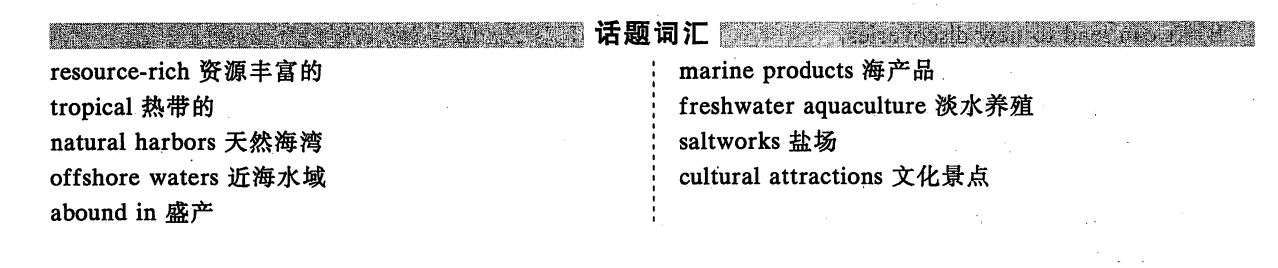 话题词汇
resource-rich 资源丰富的
tropical 热带的
natural harbors 天然海湾
offshore waters 近海水域
abound in 盛产
marine products 海产品
freshwater aquaculture 淡水养殖
saltworks 盐场
cultural attractions 文化景点